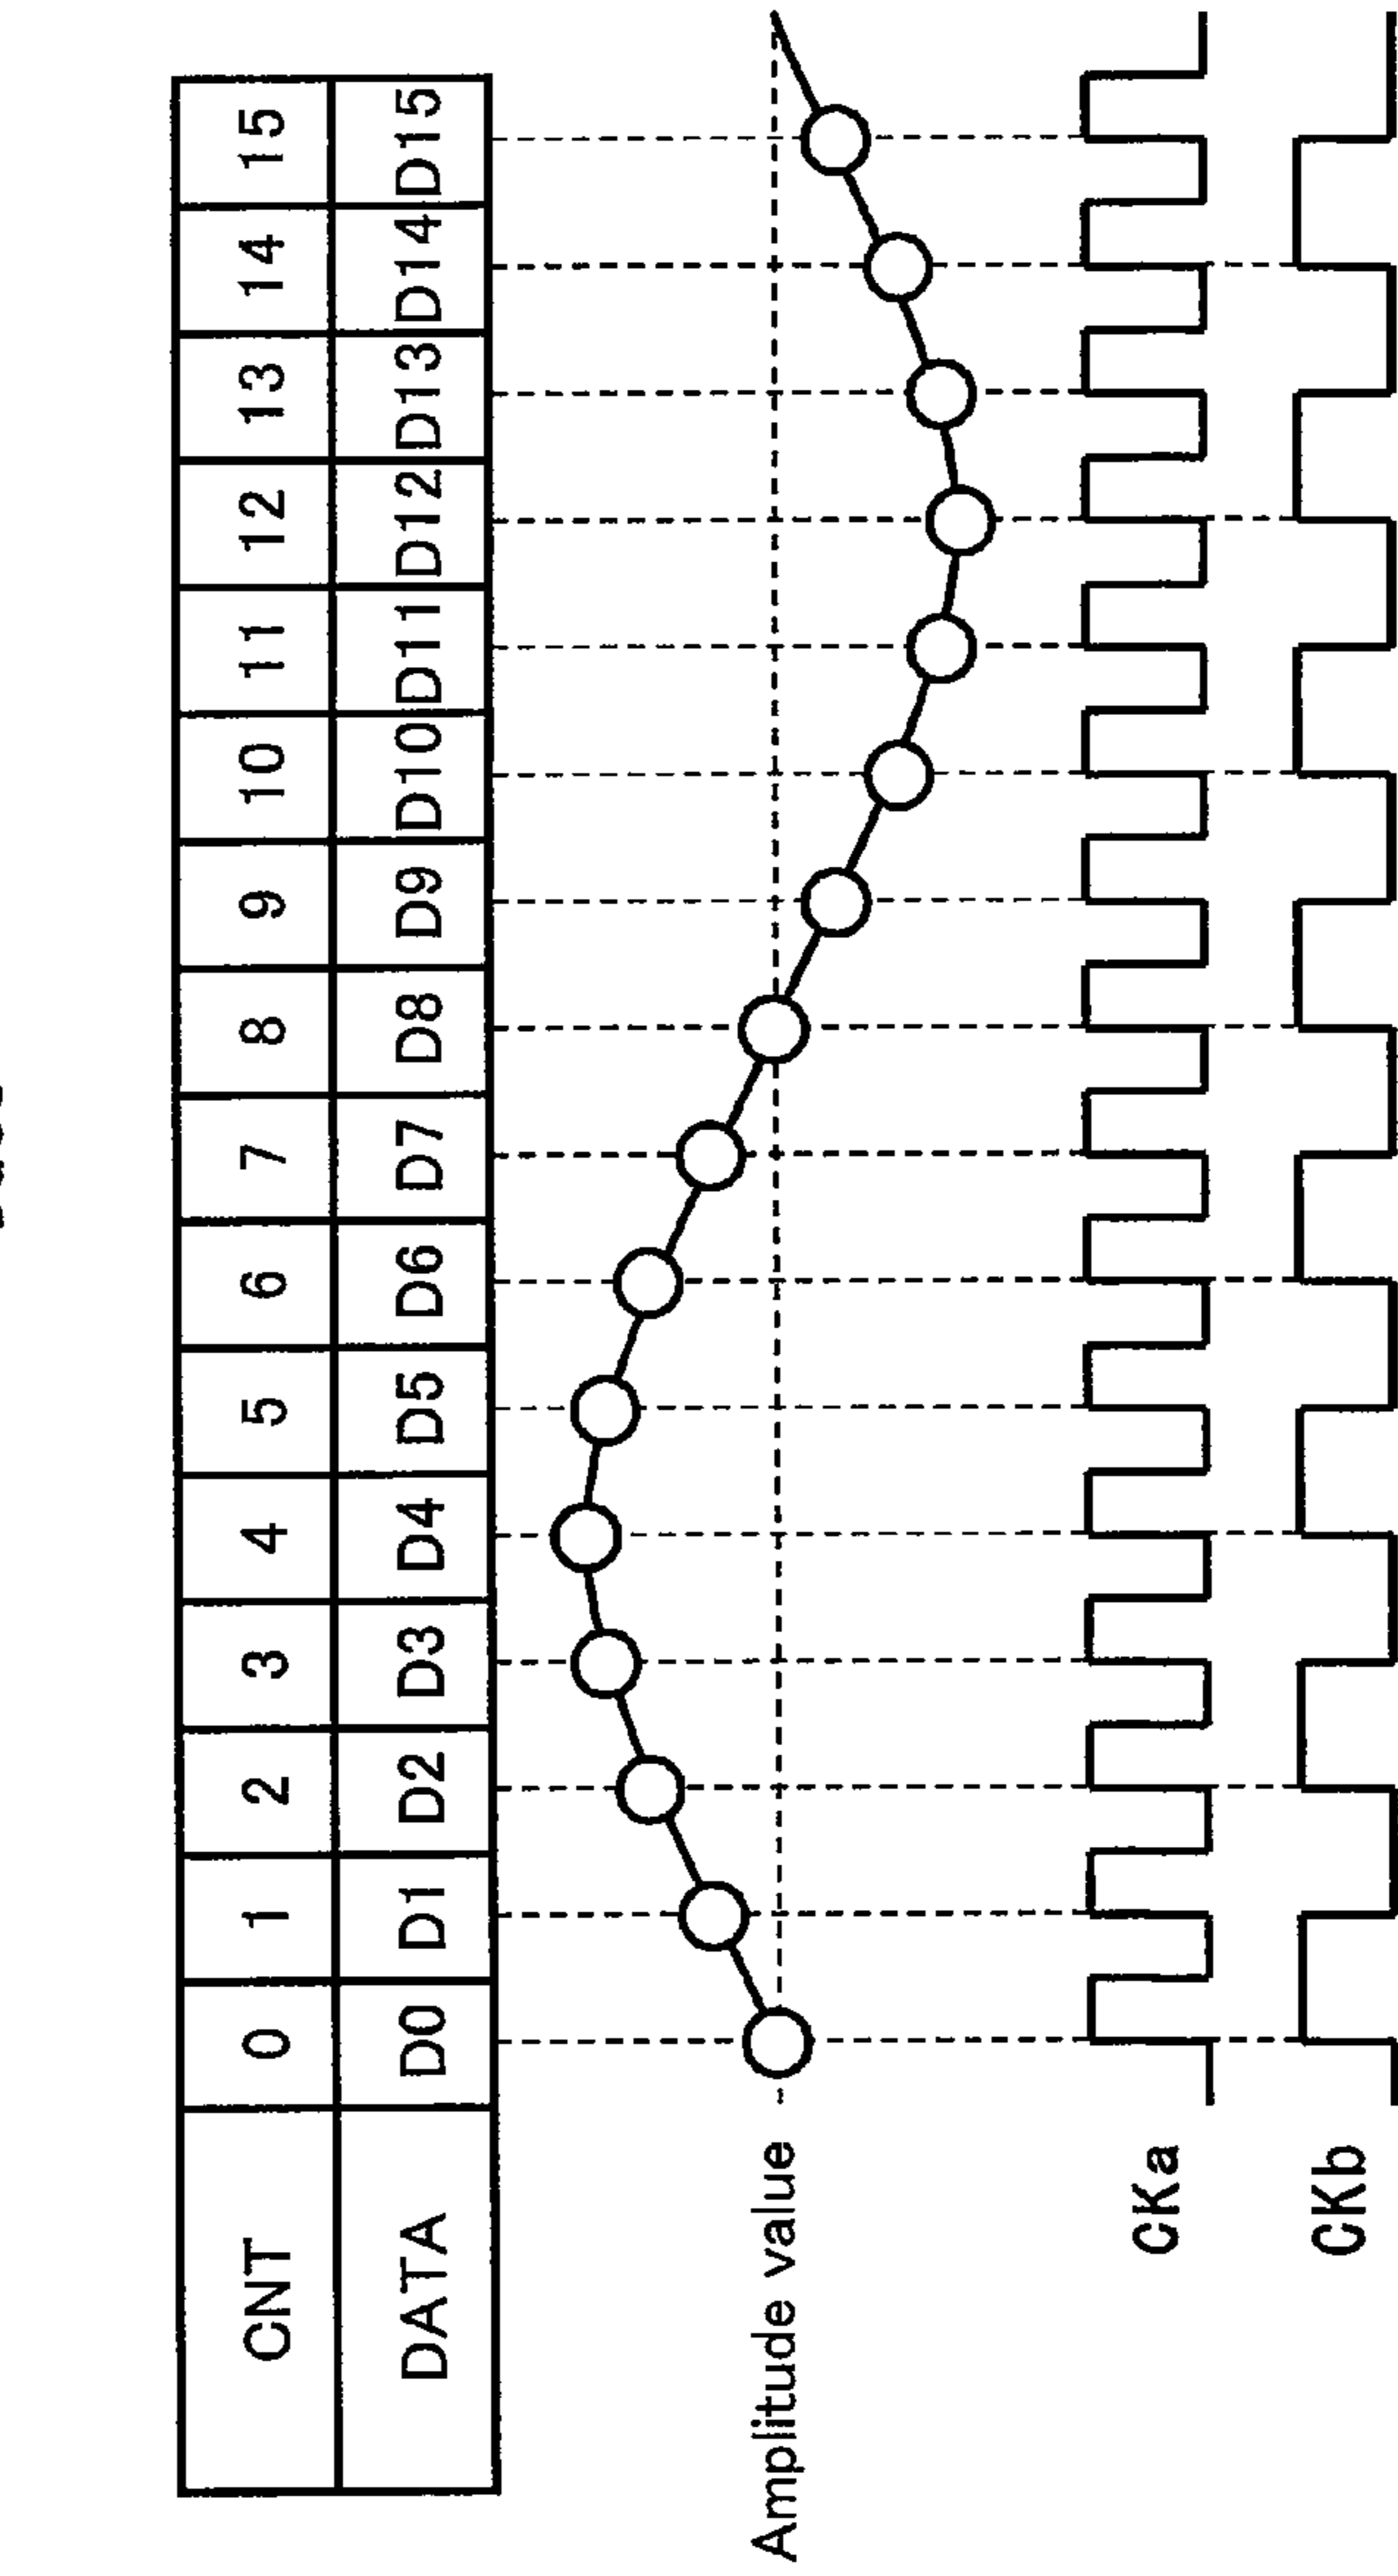 CNT 0 1 2 3 4 5 6 7 8 9 10 11 12 13 14 15
DATA D0 D1 D2 D3 D4 D5 D6 D7 D8 D9 D10 D11 D12 D13 D14 D15
Amplitude value
CKa
CKb